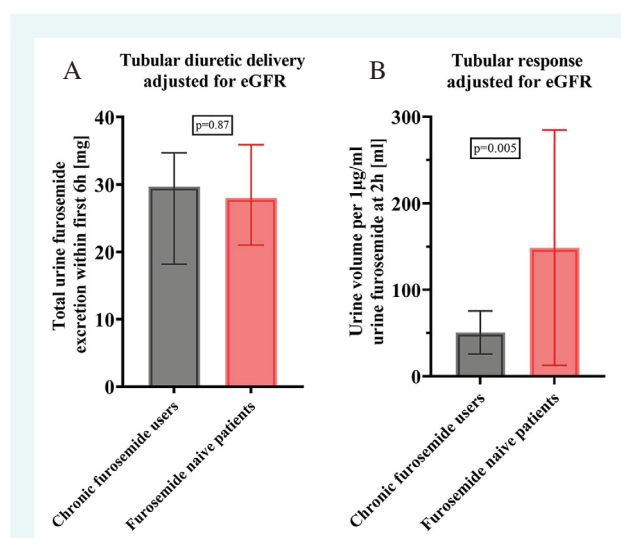 A
Tubular diuretic delivery
adjusted for eGFR
Total urine furosemide
excretion within first 6h [mg]
40
30
20
10
0
p=0.87
Chronic furosemide users
Furosemide naive patients
B
Tubular response
adjusted for eGFR
Urine volume per 1μg/ml
urine furosemide at 2h [ml]
300
200
100
50
0
p=0.005
Chronic furosemide users
Furosemide naive patients